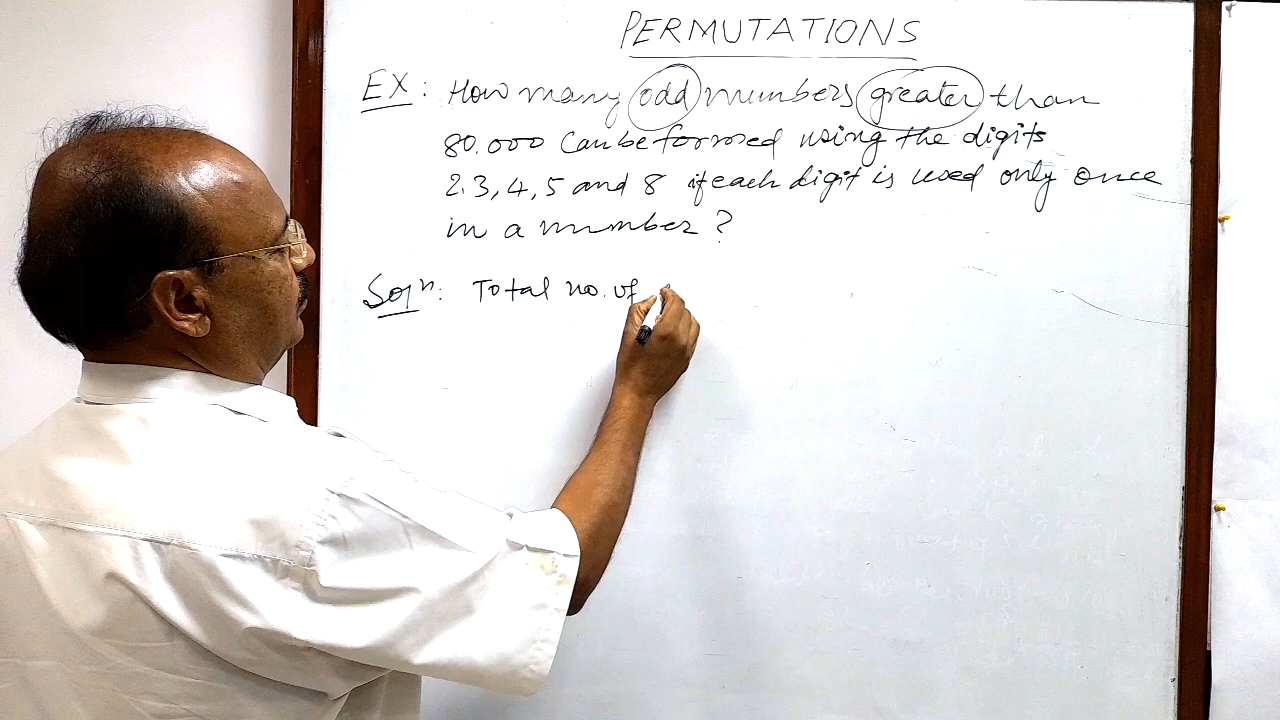 PERMUTATIONS
EX: How many odd numbers greater than
80.000 can be formed using the digits
2.3, 4, 5 and 8 if each digit is used only once
in a number?
Solⁿ: Total no. of